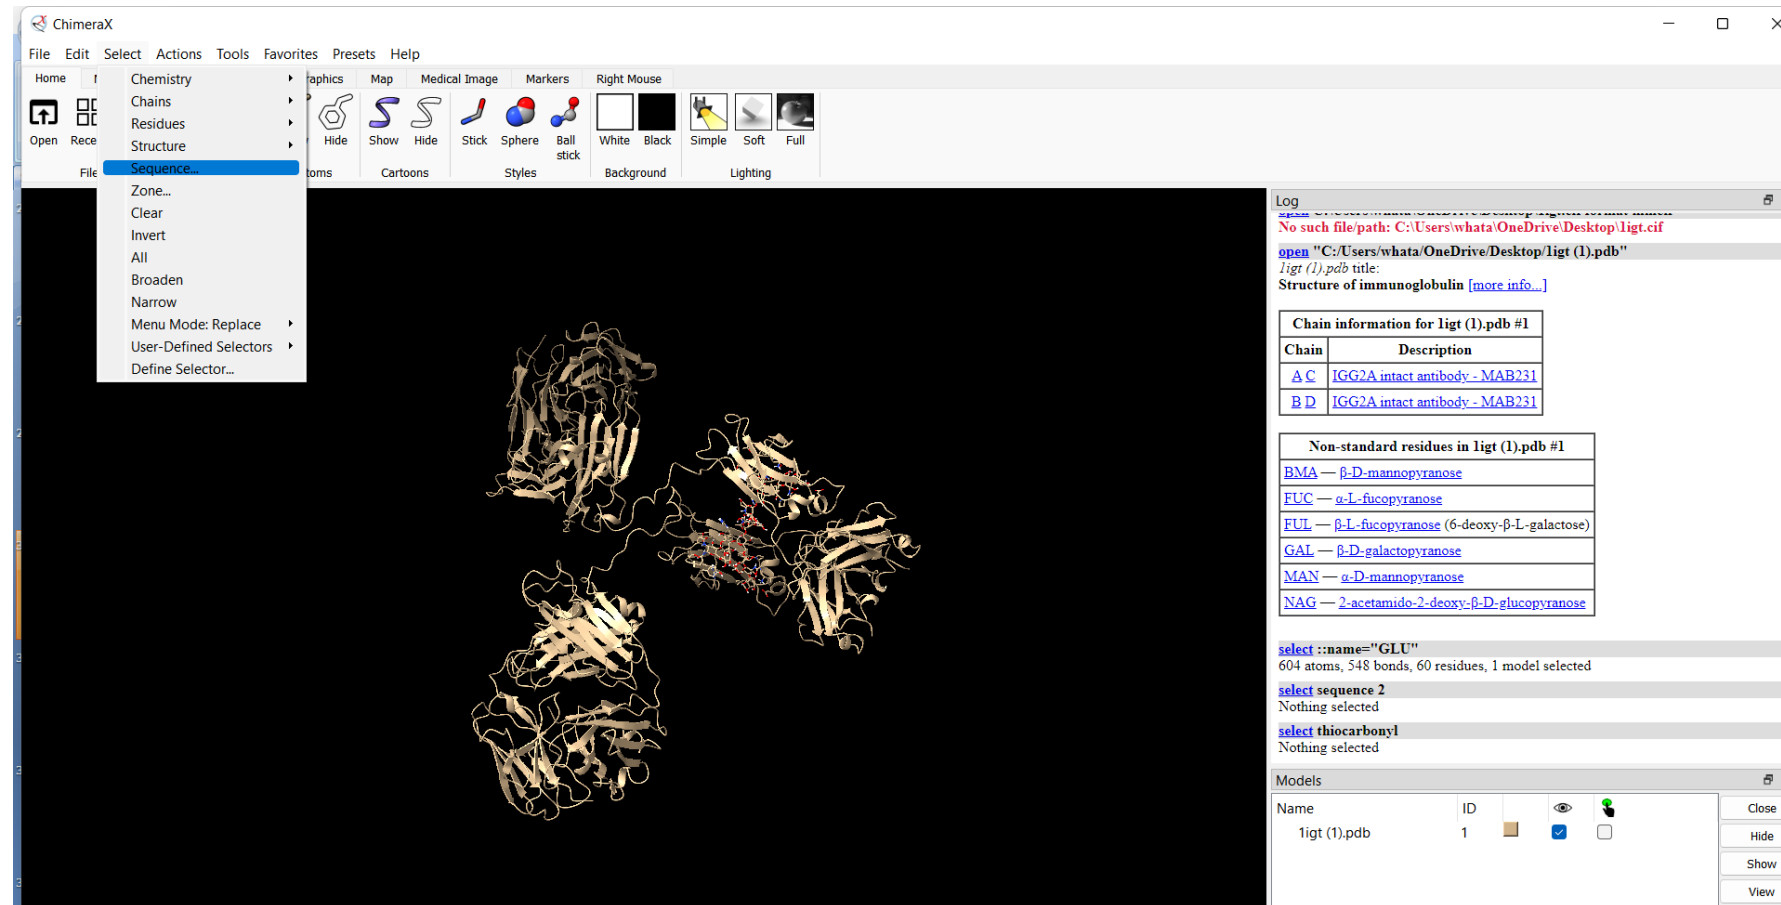 ChimeraX
File Edit Select Actions Tools Favorites Presets Help
Home Map Medical Image Markers Right Mouse
Open
Hide Show Hide Stick Sphere Ball stick White Black Simple Soft Full
Cartoons Styles Background Lighting
Chemistry
Chains
Residues
Structure
Sequence...
Zone...
Clear
Invert
All
Broaden
Narrow
Menu Mode: Replace
User-Defined Selectors
Define Selector...
Log
No such file/path: C:\Users\whata\OneDrive\Desktop\1igt.cif
open "C:/Users/whata/OneDrive/Desktop/1igt (1).pdb"
1igt (1).pdb title:
Structure of immunoglobulin [more info...]
Chain information for 1igt (1).pdb #1
Chain Description
A C IGG2A intact antibody - MAB231
B D IGG2A intact antibody - MAB231
Non-standard residues in 1igt (1).pdb #1
BMA — β-D-mannopyranose
FUC — α-L-fucopyranose
FUL — β-L-fucopyranose (6-deoxy-β-L-galactose)
GAL — β-D-galactopyranose
MAN — α-D-mannopyranose
NAG — 2-acetamido-2-deoxy-β-D-glucopyranose
select ::name="GLU"
604 atoms, 548 bonds, 60 residues, 1 model selected
select sequence 2
Nothing selected
select thiocarbonyl
Nothing selected
Models
Name ID
1igt (1).pdb 1
Close
Hide
Show
View